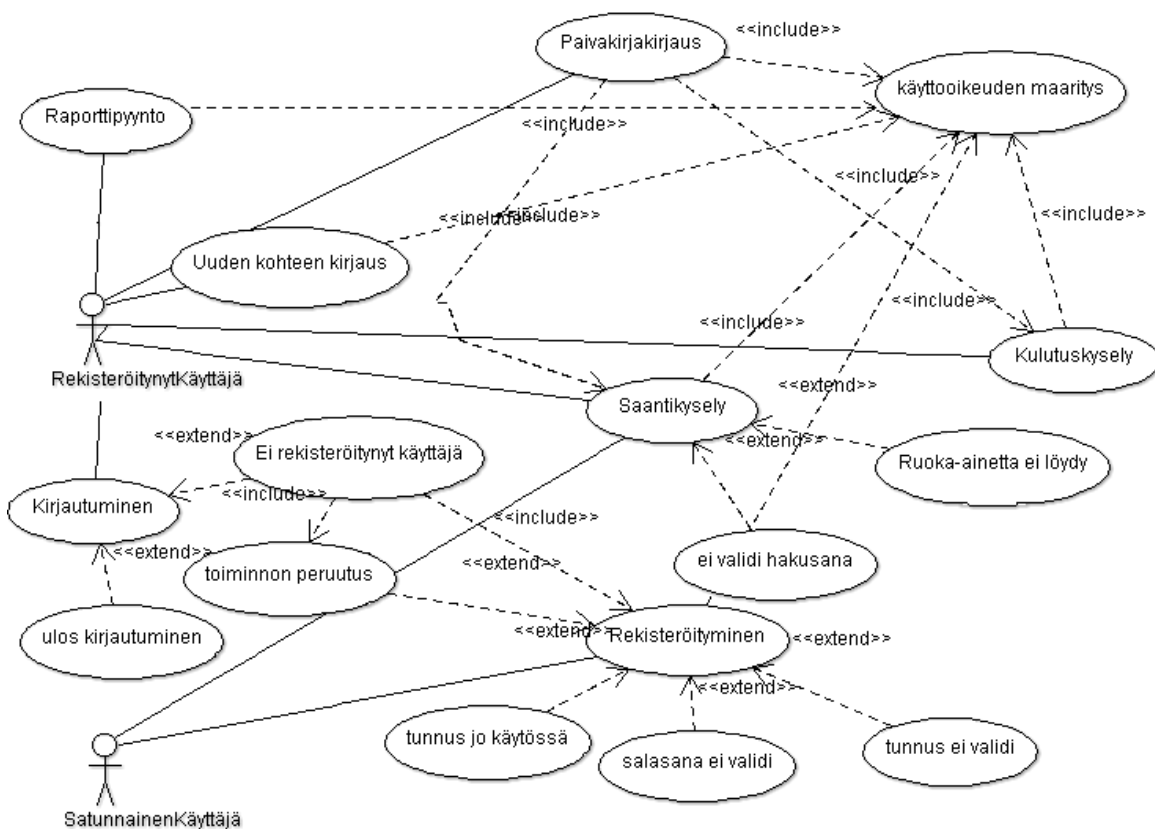 Paivakirjakirjaus
<<include>>
käyttooikeuden maaritys
Raporttipyynto
<<include>>
<<include>>
<<include>>
<<include>>
<<include>>
Uuden kohteen kirjaus
<<include>>
<<include>>
<<include>>
Kulutuskysely
RekisteröitynytKäyttäjä
<<extend>>
Saantikysely
<<extend>>
Ei rekisteröitynyt käyttäjä
<<extend>>
Ruoka-ainetta ei löydy
Kirjautuminen
<<include>>
<<include>>
<<extend>>
ei validi hakusana
toiminnon peruutus
<<extend>>
ulos kirjautuminen
<<extend>>
Rekisteröityminen
<<extend>>
<<extend>>
tunnus jo käytössä
salasana ei validi
tunnus ei validi
SatunnainenKäyttäjä